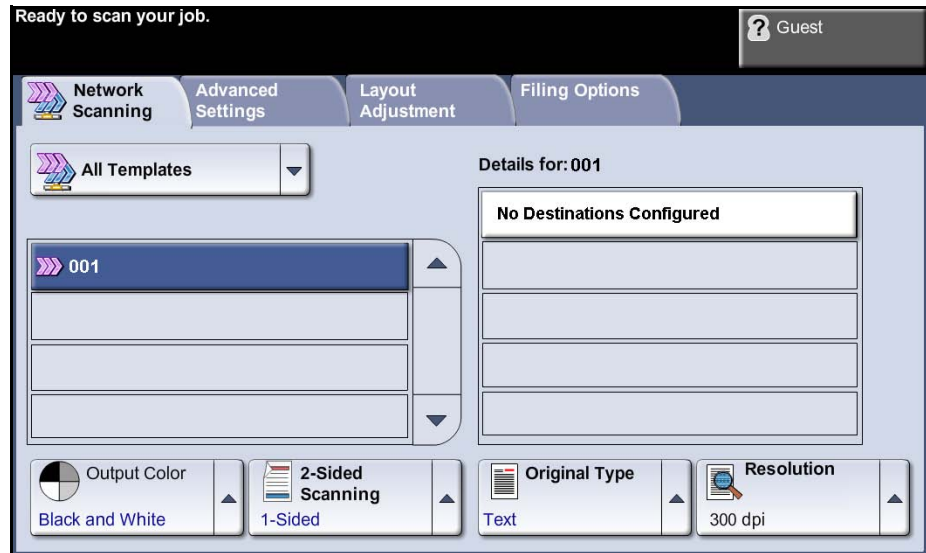 Ready to scan your job.
Guest
Network
Scanning
Advanced
Settings
Layout
Adjustment
Filing Options
All Templates
Details for: 001
No Destinations Configured
001
Output Color
Black and White
2-Sided
Scanning
1-Sided
Original Type
Text
Resolution
300 dpi